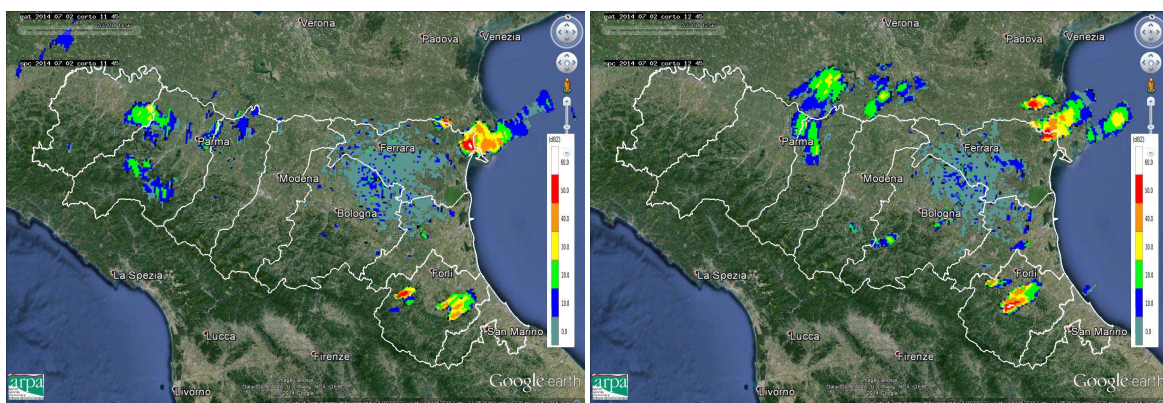 gat 2014 07 02 corto 11 45
spc 2014 07 02 corto 11 45
Verona
Padova
Venezia
Parma
Ferrara
Modena
Bologna
La Spezia
Forlì
Lucca
San Marino
Firenze
Livorno
[dBZ]
60.0
50.0
40.0
30.0
20.0
10.0
0.0
arpa
Google earth
gat 2014 07 02 corto 12 45
spc 2014 07 02 corto 12 45
Verona
Padova
Venezia
Parma
Ferrara
Modena
Bologna
La Spezia
Forlì
Lucca
San Marino
Firenze
Livorno
[dBZ]
60.0
50.0
40.0
30.0
20.0
10.0
0.0
arpa
Google earth